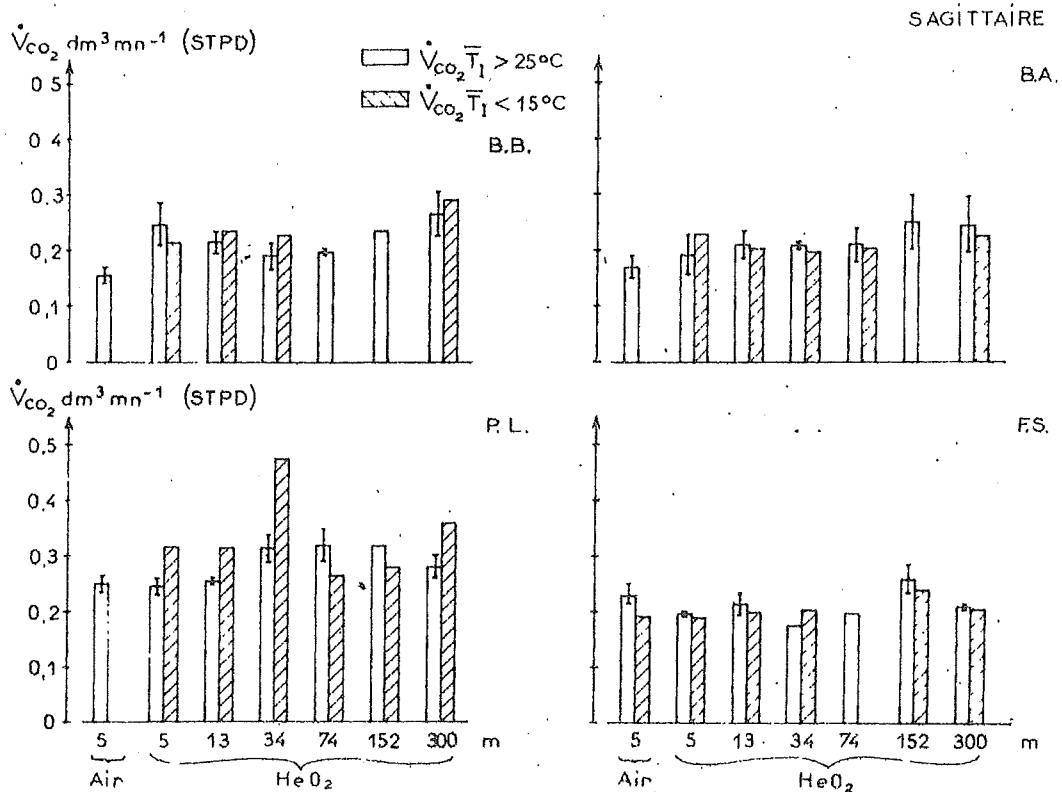 SAGITTAIRE
V̇CO₂ dm³ mn⁻¹ (STPD)
V̇CO₂ T̅I > 25°C
V̇CO₂ T̅I < 15°C
B.B.
B.A.
0 5
0 4
0,3
0,2
0,1
0
V̇CO₂ dm³ mn⁻¹ (STPD)
P.L.
F.S.
0,5
0,4
0,3
0,2
0,1
0
5 5 13 34 74 152 300 m
5 5 13 34 74 152 300 m
Air HeO₂
Air HeO₂